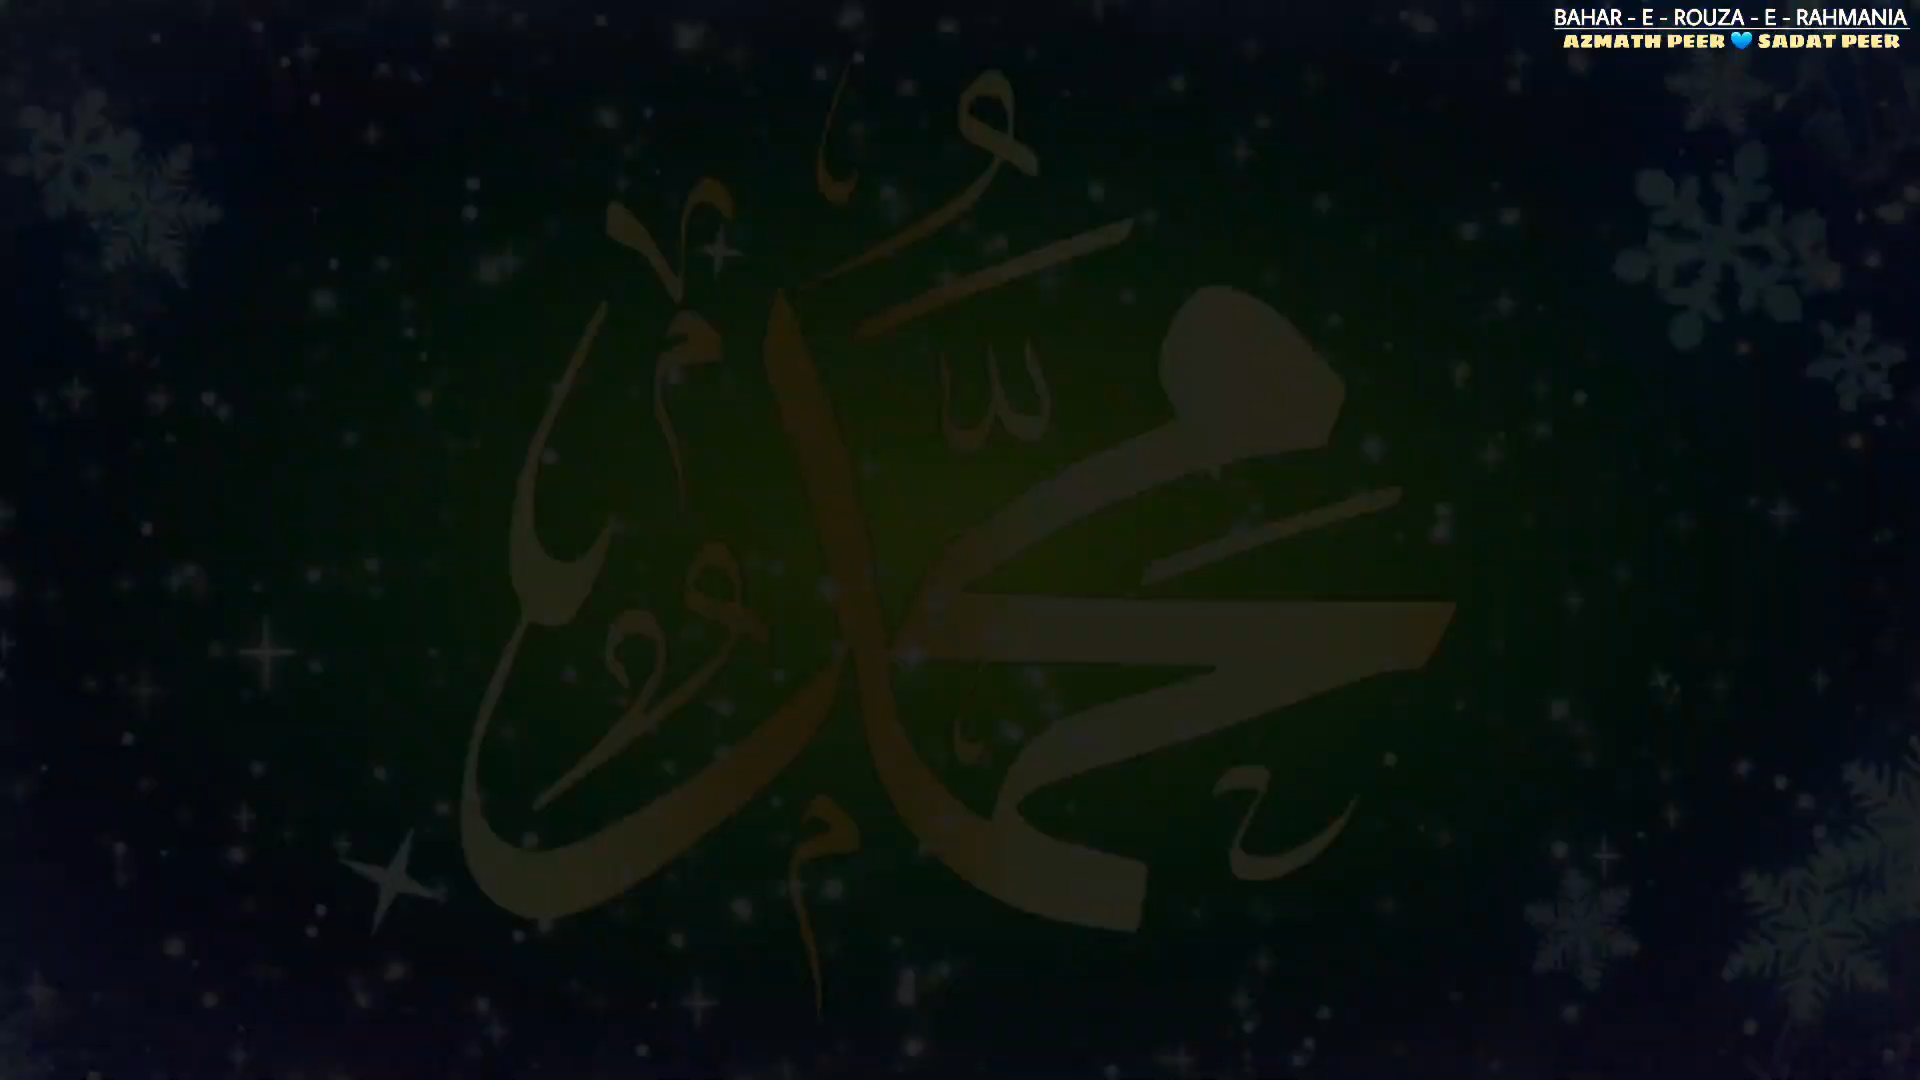 BAHAR - E - ROUZA - E - RAHMANIA
AZMATH PEER 💙 SADAT PEER
محمد